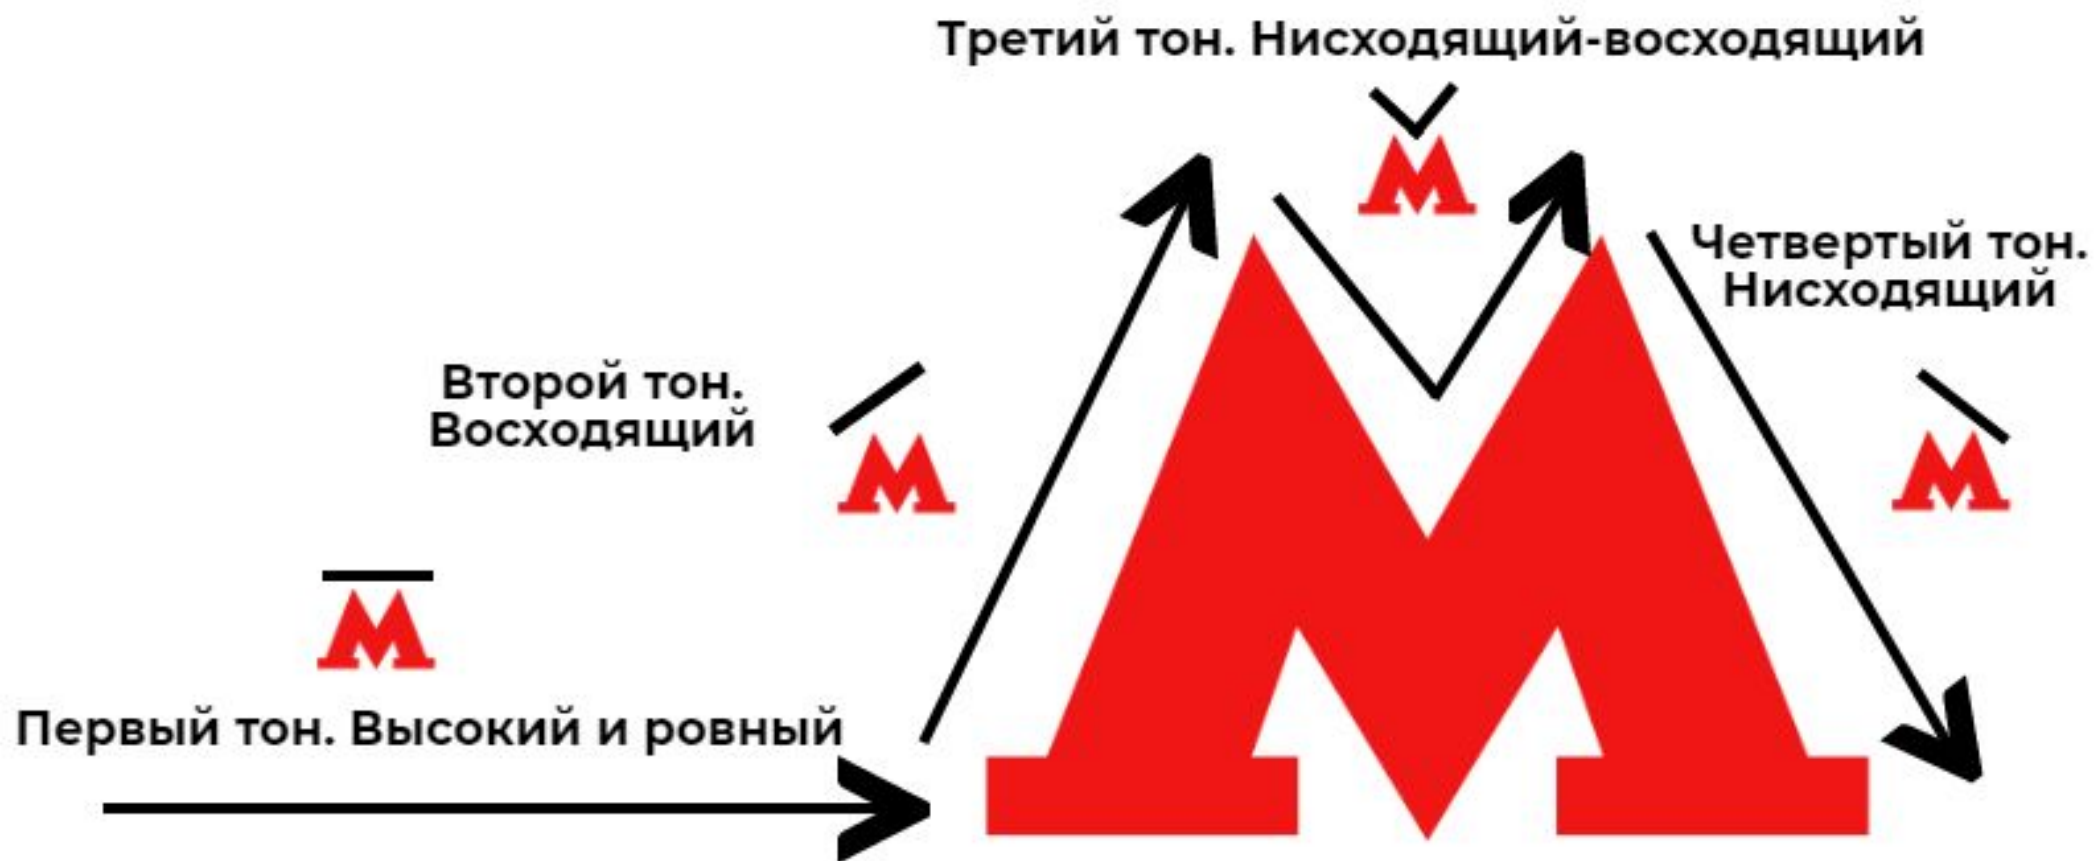 Третий тон. Нисходящий-восходящий
М
Четвертый тон.
Нисходящий
М
Второй тон.
Восходящий
М
М
М
Первый тон. Высокий и ровный